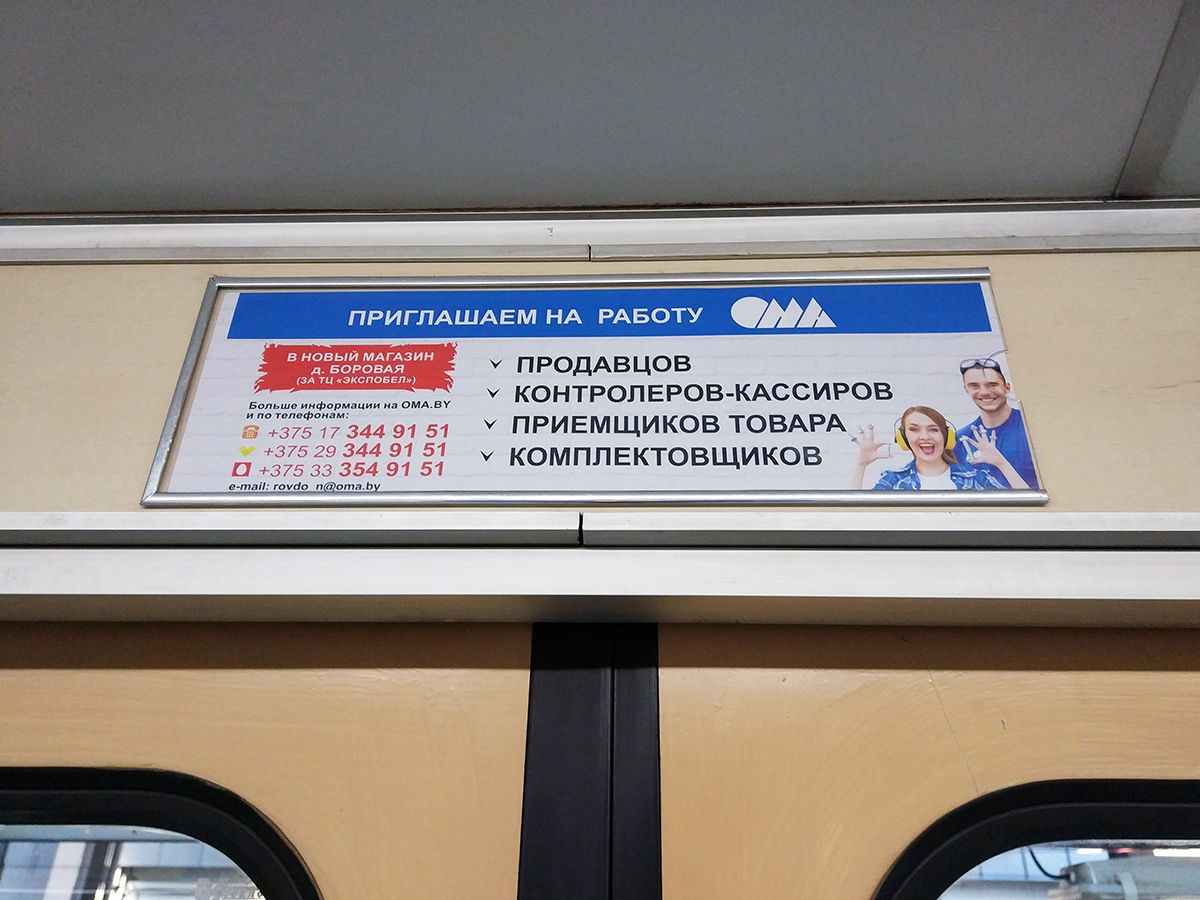 ПРИГЛАШАЕМ НА РАБОТУ ОМА
В НОВЫЙ МАГАЗИН
д. БОРОВАЯ
(ЗА ТЦ «ЭКСПОБЕЛ»)
Больше информации на OMA.BY
и по телефонам:
+375 17 344 91 51
+375 29 344 91 51
+375 33 354 91 51
e-mail: rovdo_n@oma.by
ПРОДАВЦОВ
КОНТРОЛЕРОВ-КАССИРОВ
ПРИЕМЩИКОВ ТОВАРА
КОМПЛЕКТОВЩИКОВ